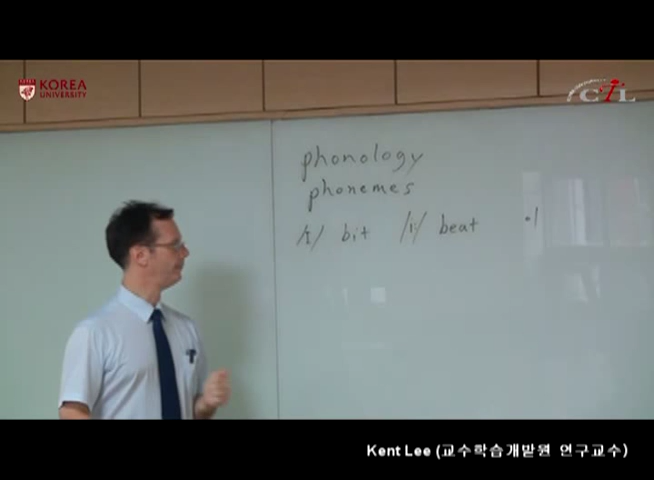 KOREA
UNIVERSITY
CTL
phonology
phonemes
/ɪ/ bit /i:/ beat •|
Kent Lee (교수학습개발원 연구교수)